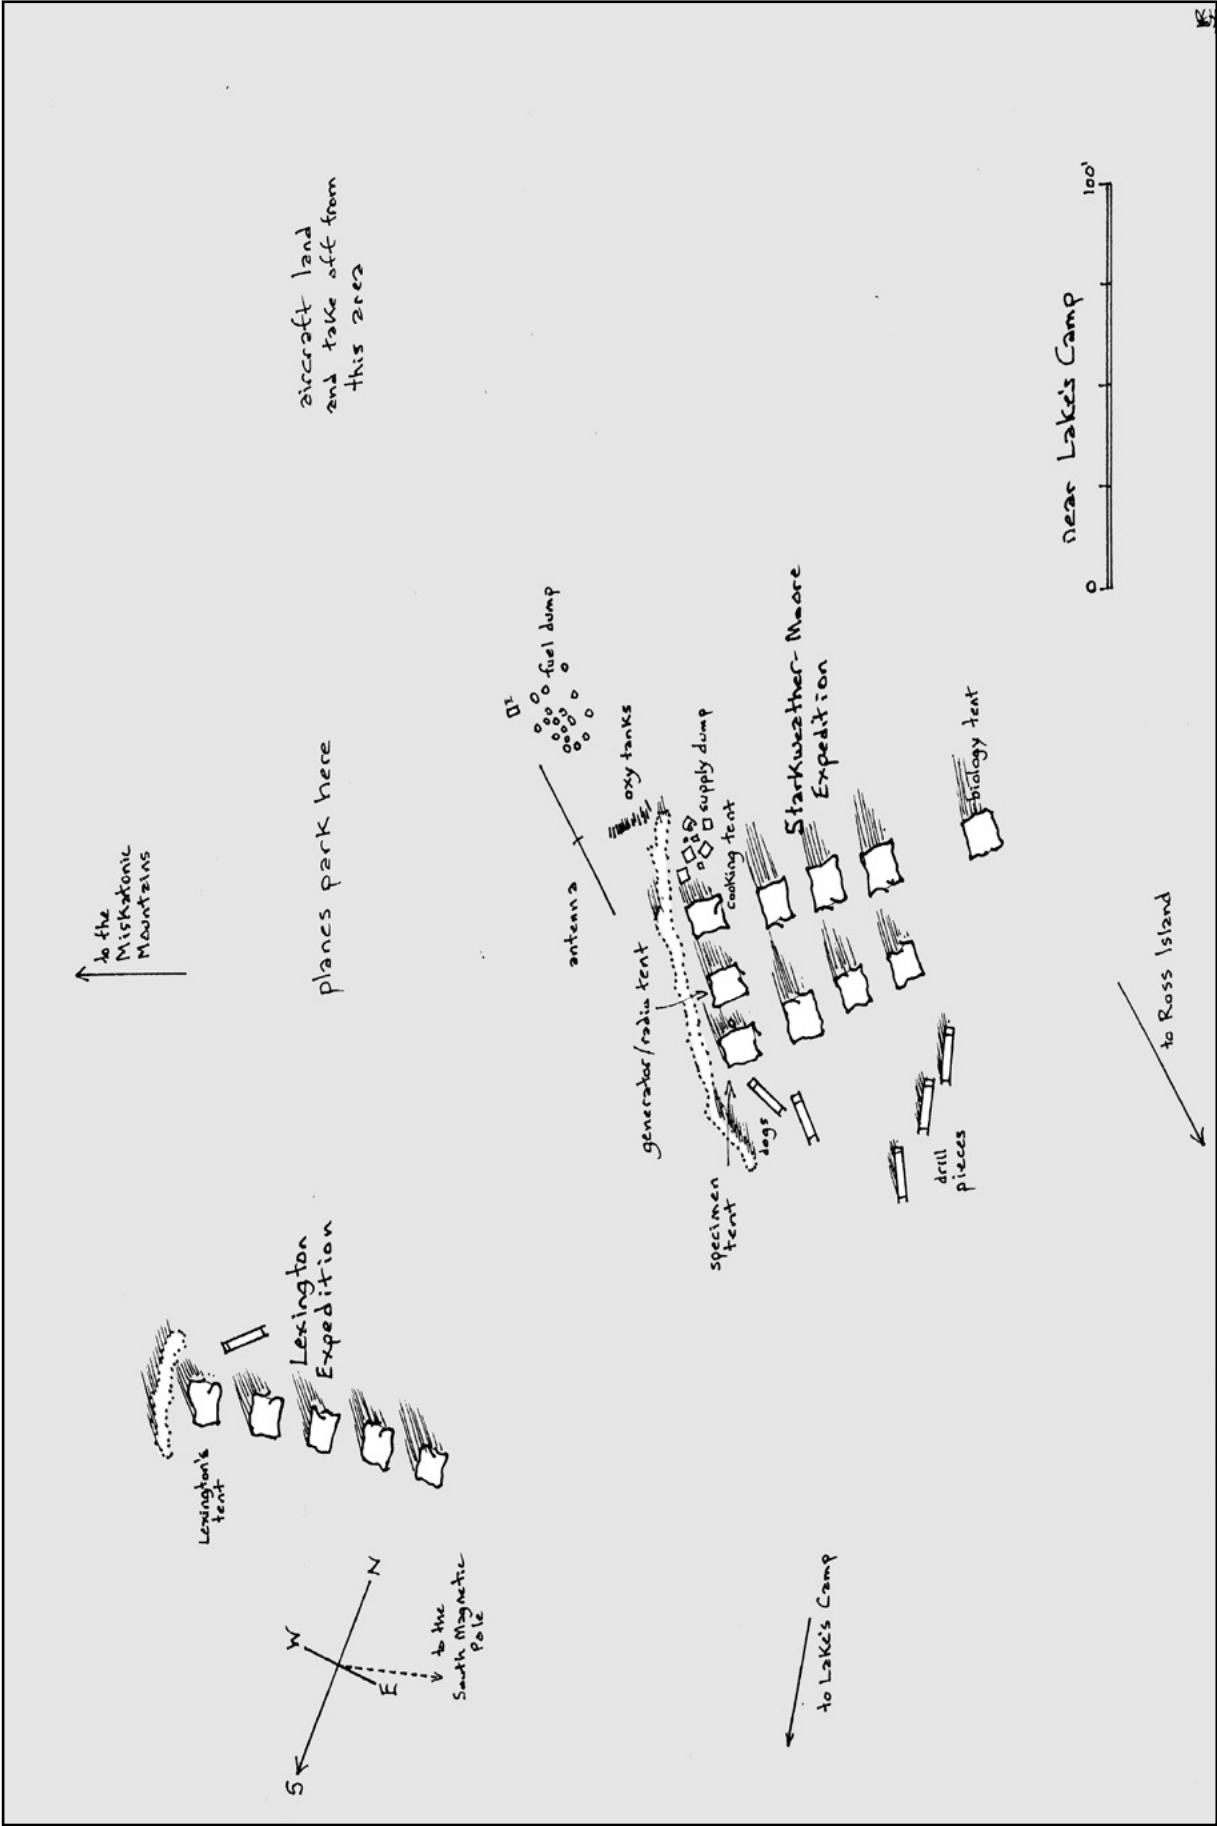 to the
Miskatonic
Mountains
aircraft land
and take off from
this area
planes park here
Lexington's
tent
Lexington
Expedition
S
W
N
E
to the
South Magnetic
Pole
antenna
fuel dump
oxy tanks
generator/radio tent
supply dump
cooking tent
specimen
tent
dogs
Starkweather-Moore
Expedition
drill
pieces
biology tent
to Lake's Camp
to Ross Island
near Lake's Camp
0
100'